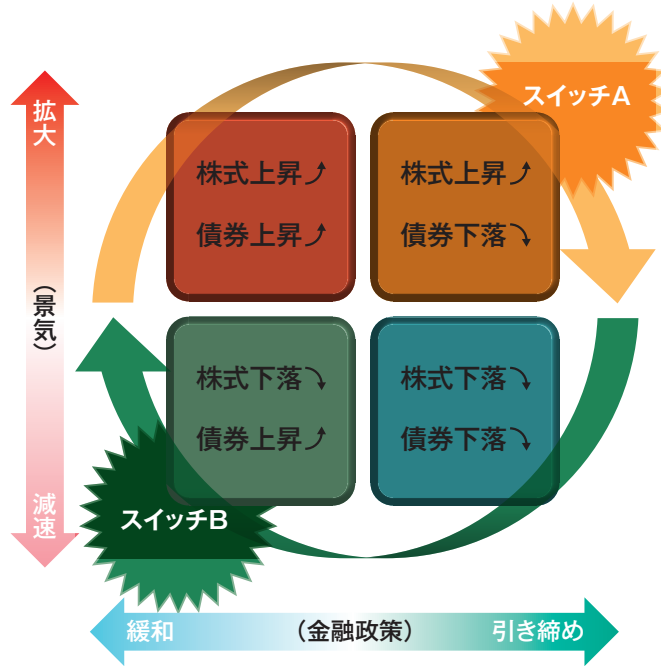 スイッチA
拡大
株式上昇
債券上昇
株式上昇
債券下落
（景気）
株式下落
債券上昇
株式下落
債券下落
減速
スイッチB
緩和
（金融政策）
引き締め